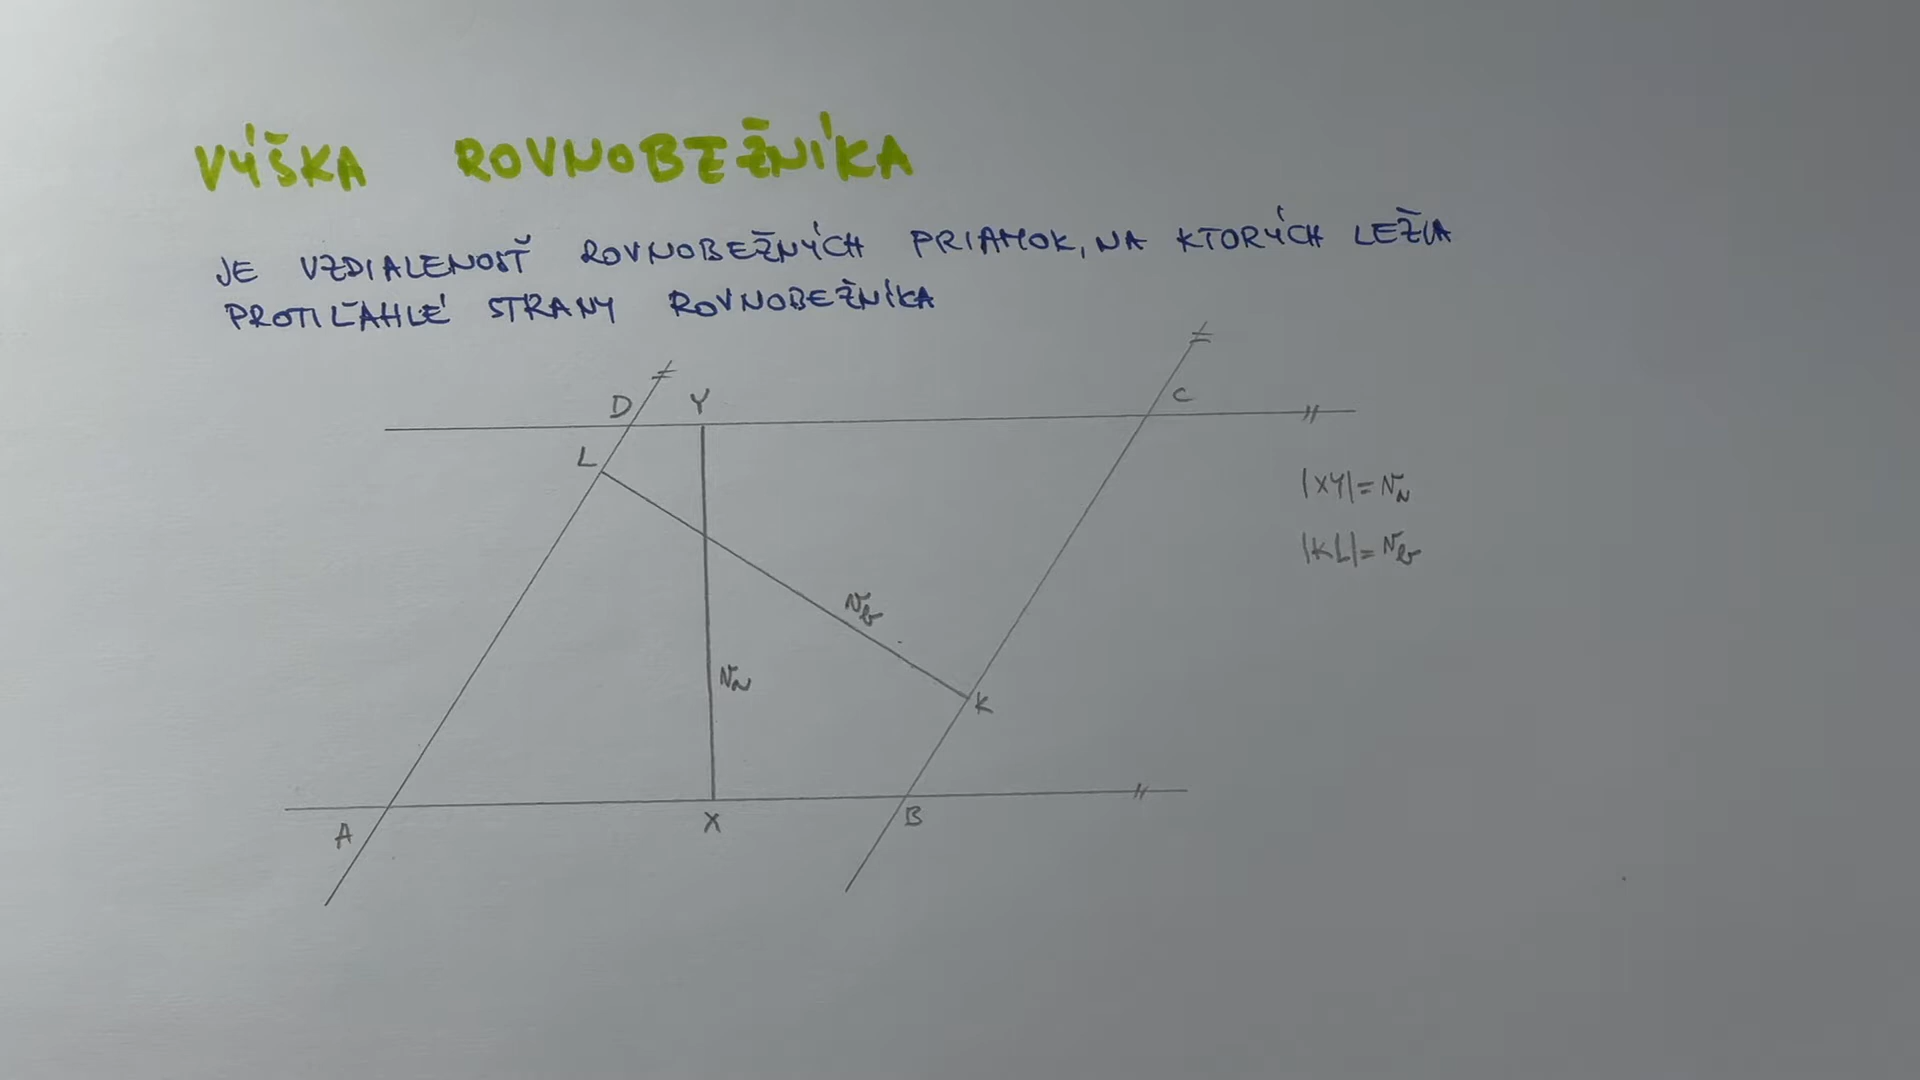 VÝŠKA ROVNOBEŽNÍKA
JE VZDIALENOSŤ ROVNOBEŽNÝCH PRIAMOK, NA KTORÝCH LEŽIA
PROTIĽAHLÉ STRANY ROVNOBEŽNÍKA
D Y C
L
|XY| = va
|KL| = vb
vb
va
K
A X B